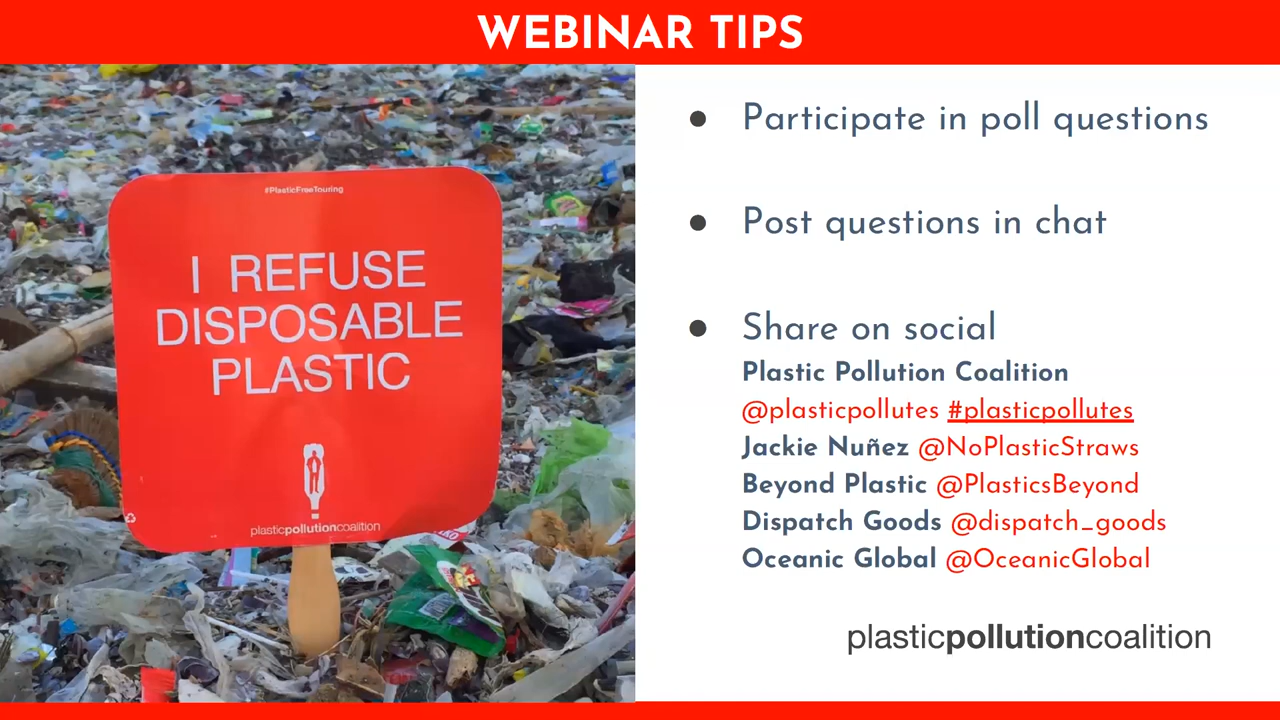 WEBINAR TIPS
#PlasticFreeTouring
I REFUSE
DISPOSABLE
PLASTIC
plasticpollutioncoalition
Participate in poll questions
Post questions in chat
Share on social
Plastic Pollution Coalition
@plasticpollutes #plasticpollutes
Jackie Nuñez @NoPlasticStraws
Beyond Plastic @PlasticsBeyond
Dispatch Goods @dispatch_goods
Oceanic Global @OceanicGlobal
plasticpollutioncoalition